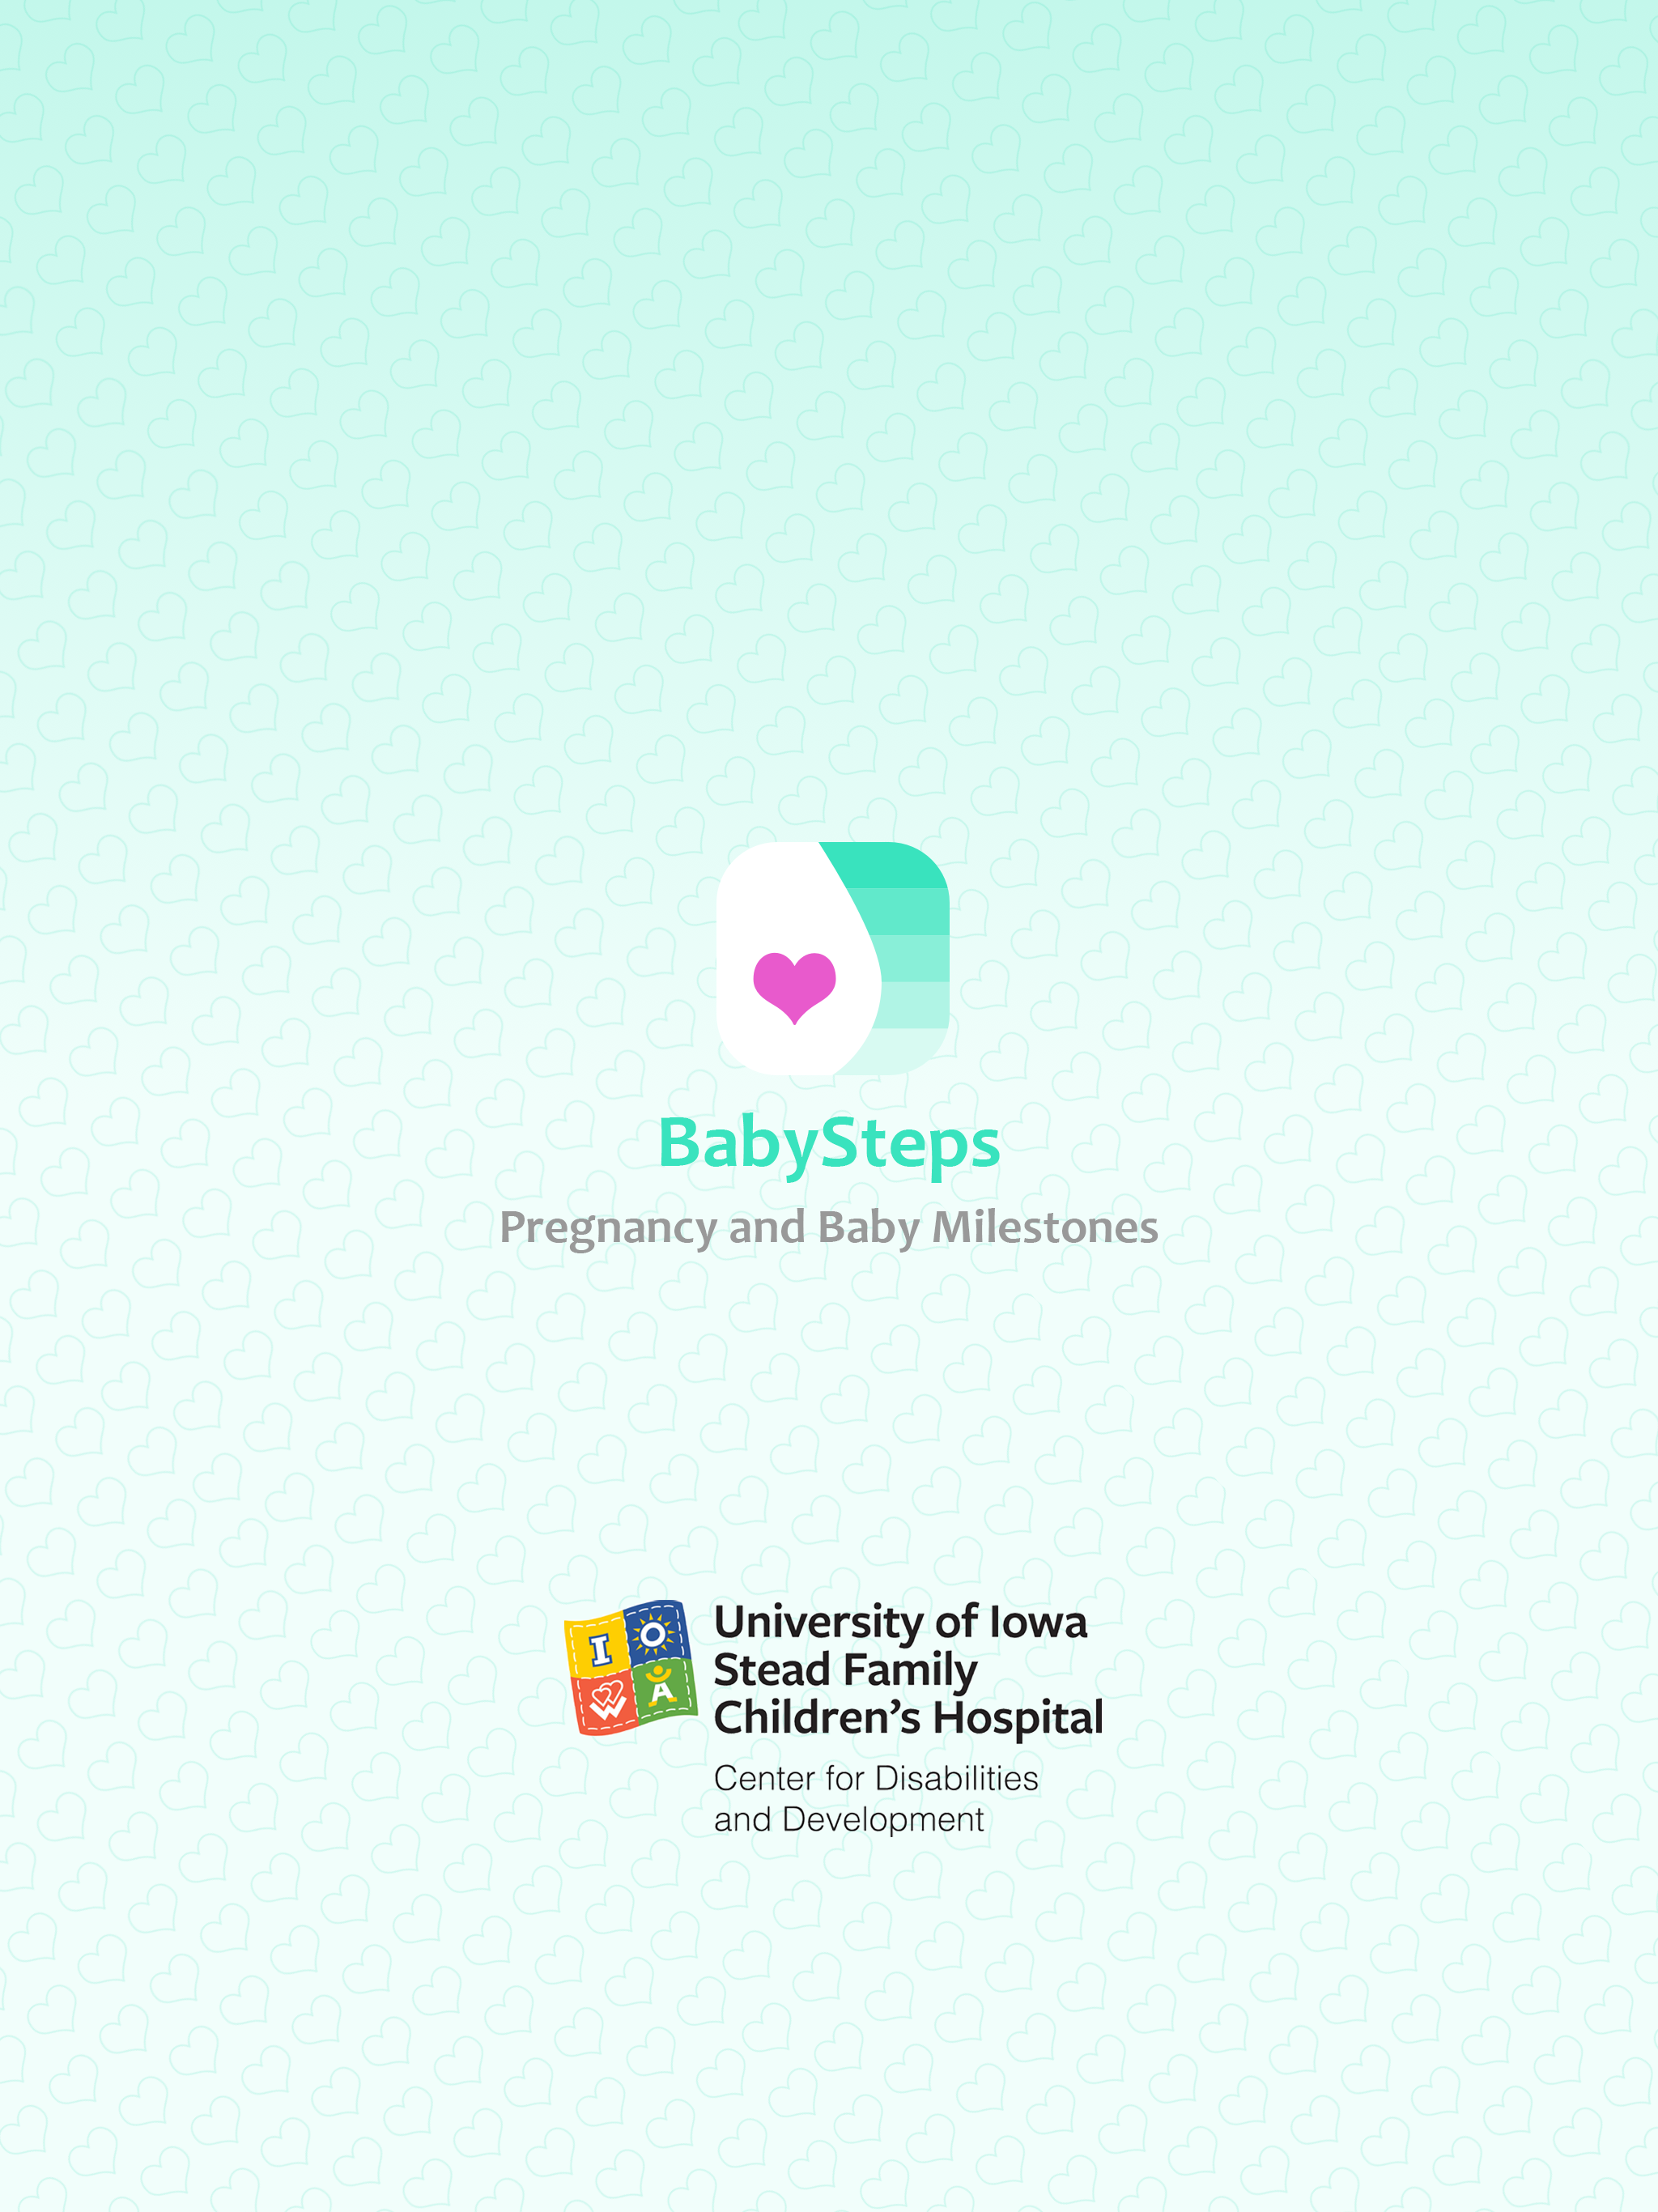 BabySteps
Pregnancy and Baby Milestones
I O
W A
University of Iowa
Stead Family
Children’s Hospital
Center for Disabilities
and Development